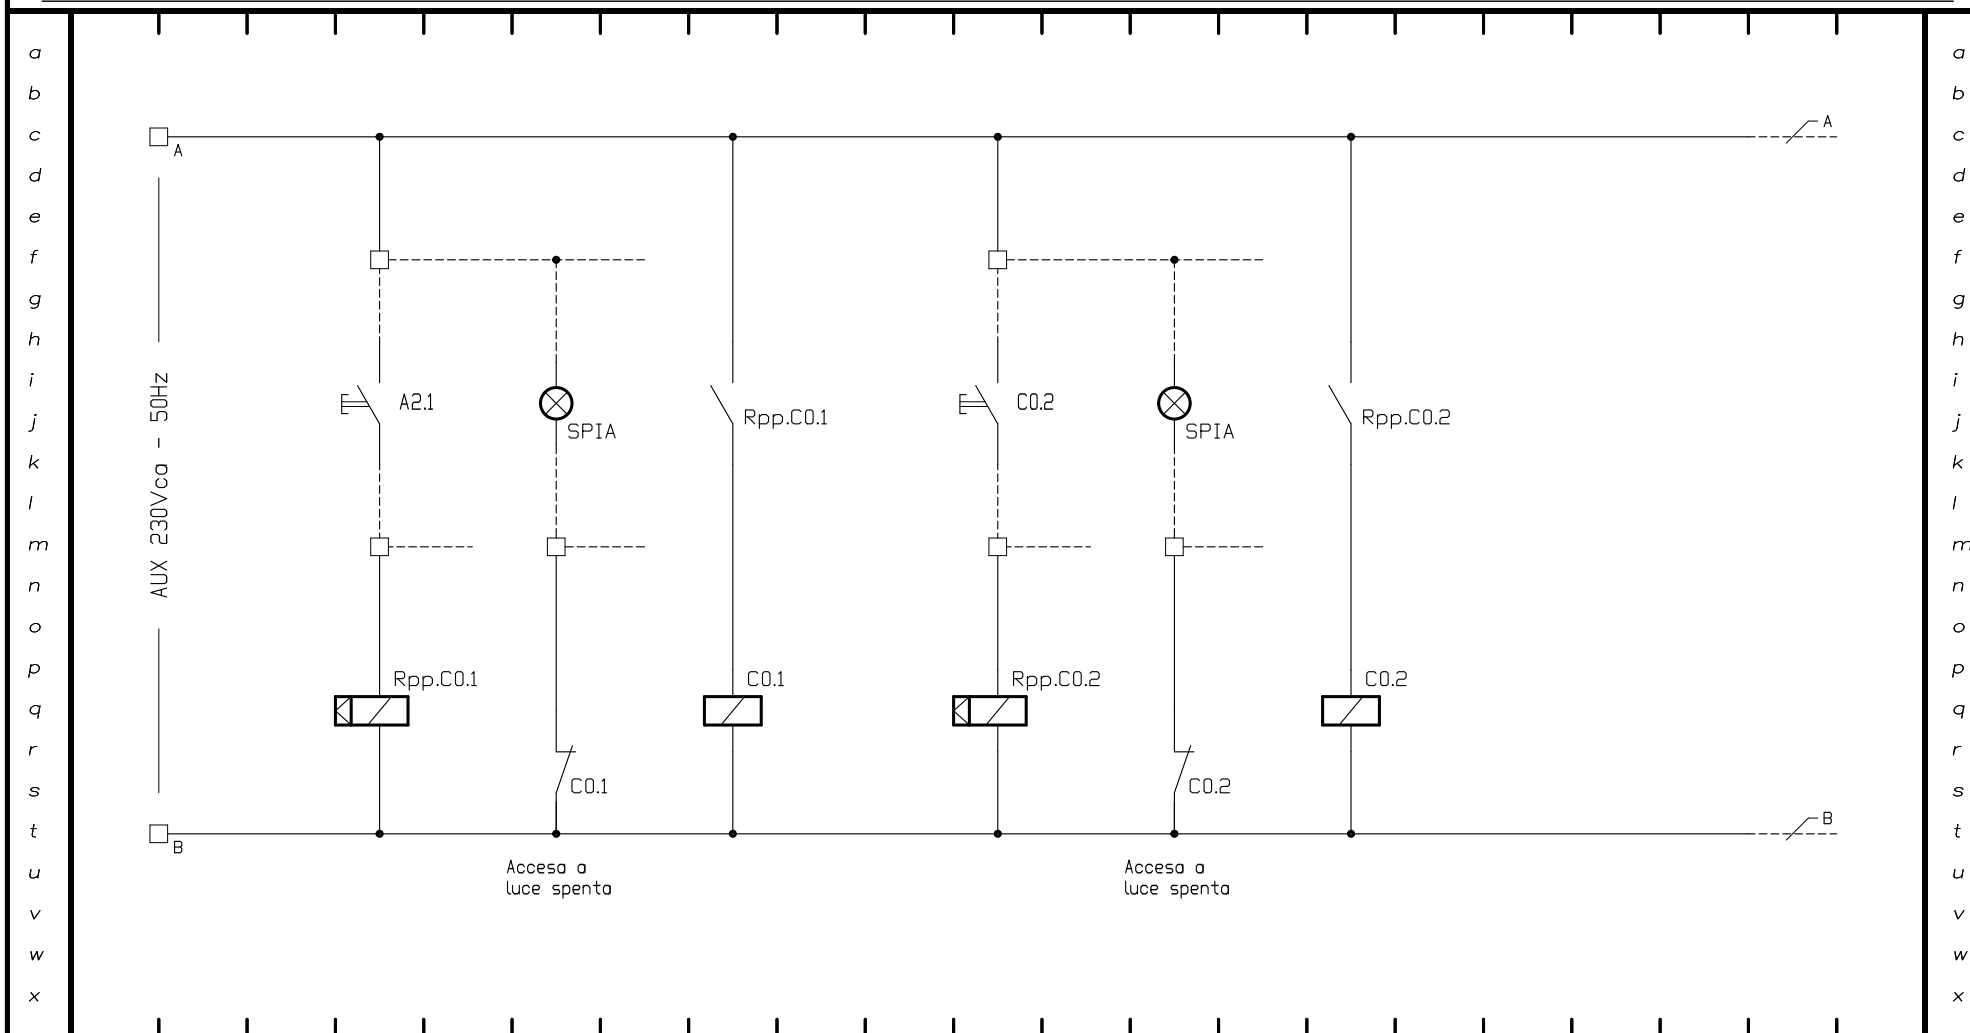 a a
b b
c c
d d
e e
f f
g g
h h
i i
j j
k k
l l
m m
n n
o o
p p
q q
r r
s s
t t
u u
v v
w w
x x
A
A
AUX 230Vca - 50Hz
A2.1
SPIA
Rpp.C0.1
C0.2
SPIA
Rpp.C0.2
Rpp.C0.1
C0.1
Rpp.C0.2
C0.2
C0.1
C0.2
B
B
Accesa a
luce spenta
Accesa a
luce spenta